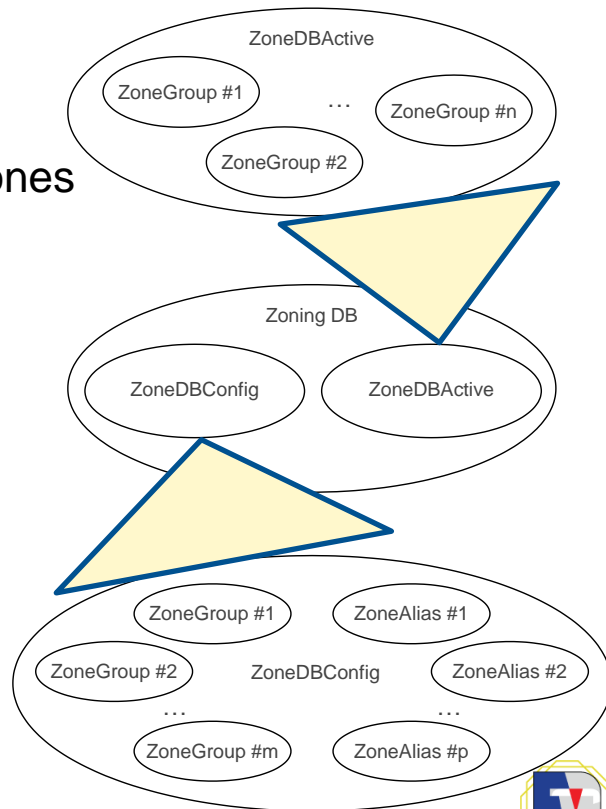 ZoneDBActive
ZoneGroup #1
...
ZoneGroup #n
ZoneGroup #2
Zoning DB
ZoneDBConfig
ZoneDBActive
ZoneGroup #1
ZoneAlias #1
ZoneGroup #2
ZoneDBConfig
ZoneAlias #2
...
...
ZoneGroup #m
ZoneAlias #p